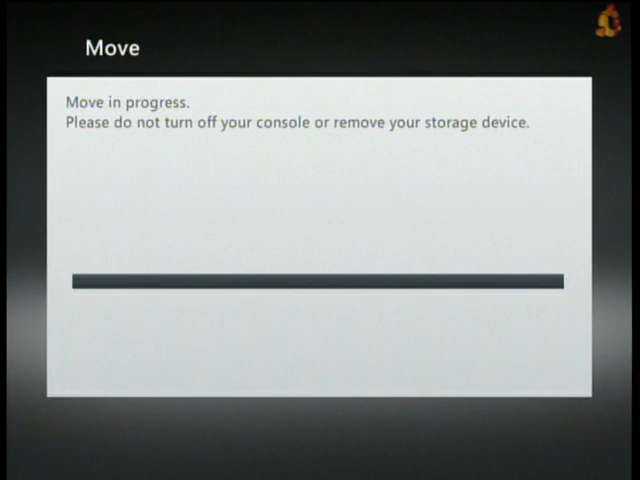 Move
Move in progress.
Please do not turn off your console or remove your storage device.